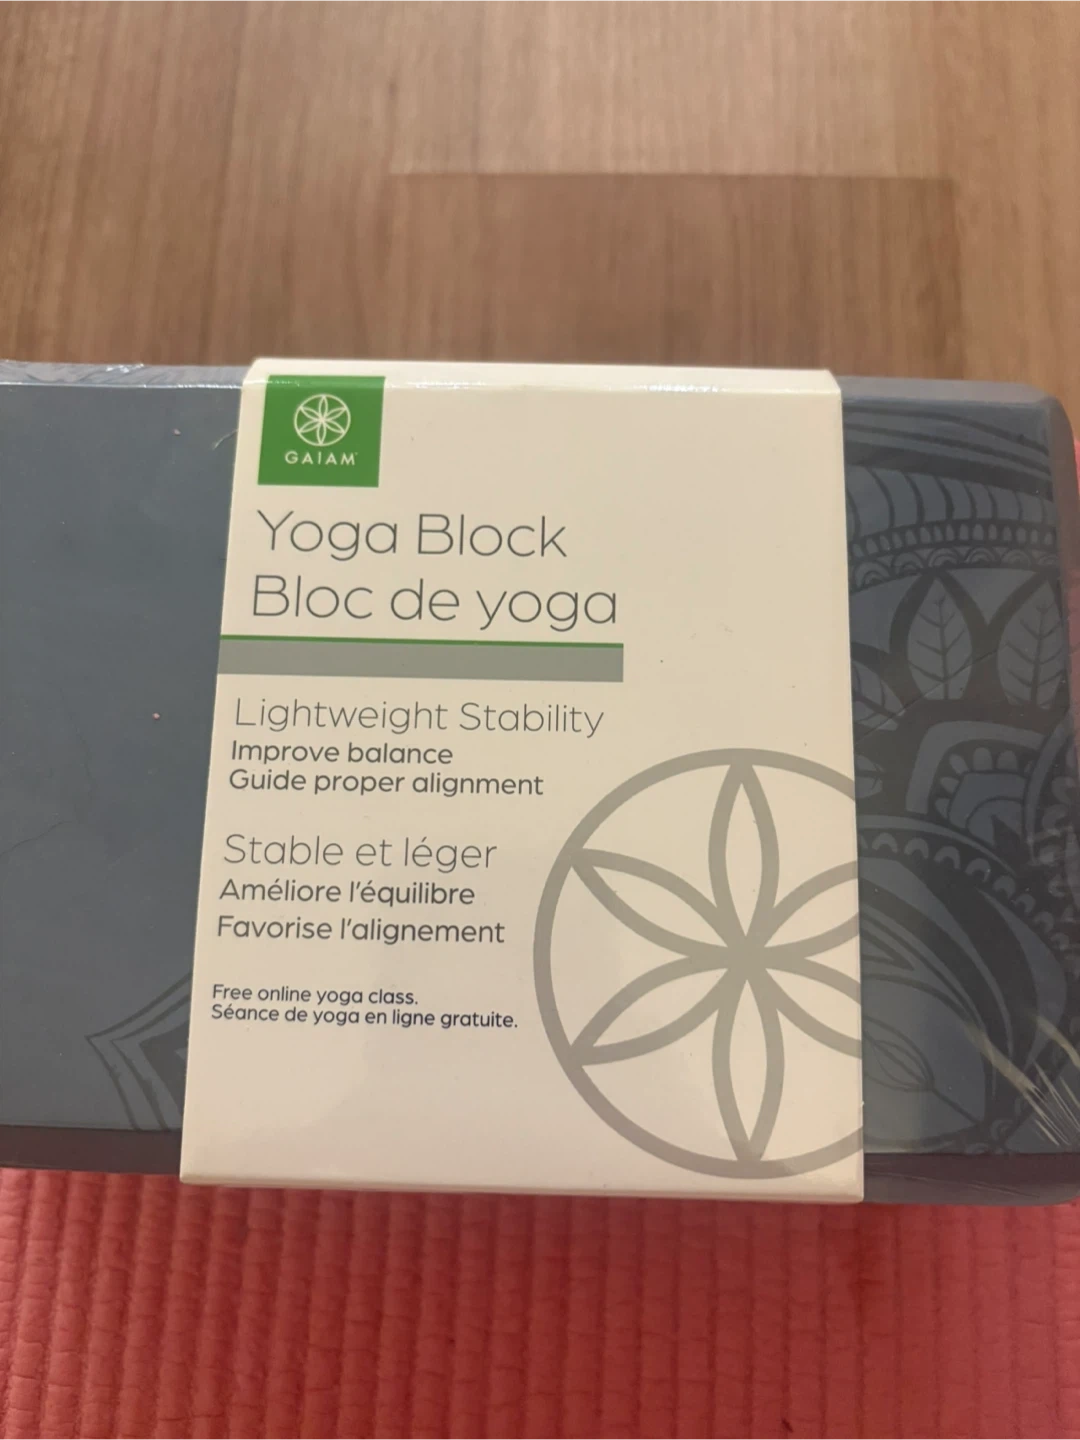 GAIAM
Yoga Block
Bloc de yoga
Lightweight Stability
Improve balance
Guide proper alignment
Stable et léger
Améliore l'équilibre
Favorise l'alignement
Free online yoga class.
Séance de yoga en ligne gratuite.